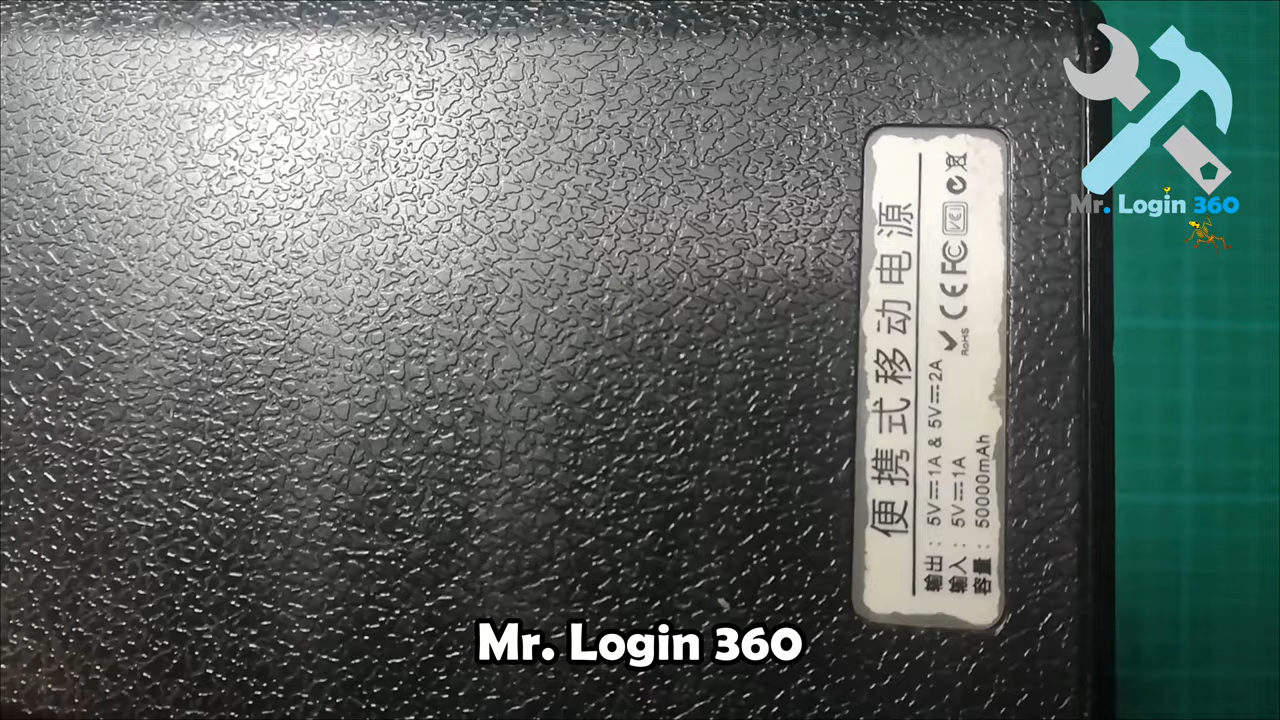 便携式移动电源
输出： 5V⎓1A & 5V⎓2A
输入： 5V⎓1A
容量： 50000mAh
RoHS
CE FC
Mr. Login 360
Mr. Login 360